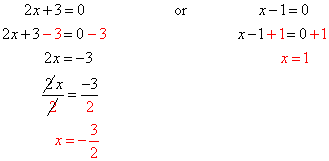 2x+3=0 or x−1=0
2x+3−3=0−3 x−1+1=0+1
2x=−3 x=1
2x/2=−3/2
x=−3/2